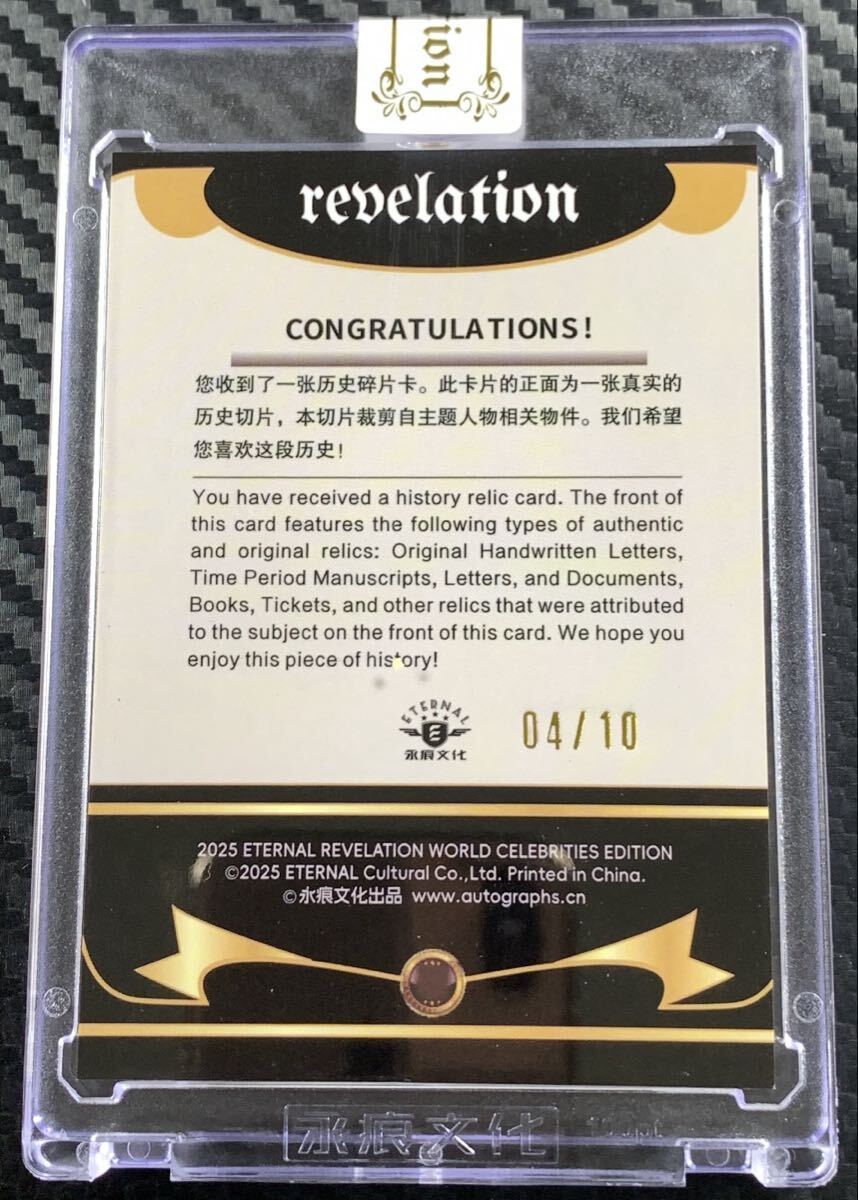 tion
revelation
CONGRATULATIONS!
您收到了一张历史碎片卡。此卡片的正面为一张真实的
历史切片，本切片裁剪自主题人物相关物件。我们希望
您喜欢这段历史！
You have received a history relic card. The front of
this card features the following types of authentic
and original relics: Original Handwritten Letters,
Time Period Manuscripts, Letters, and Documents,
Books, Tickets, and other relics that were attributed
to the subject on the front of this card. We hope you
enjoy this piece of history!
ETERNAL
永痕文化
04/10
2025 ETERNAL REVELATION WORLD CELEBRITIES EDITION
©2025 ETERNAL Cultural Co.,Ltd. Printed in China.
©永痕文化出品 www.autographs.cn
永痕文化